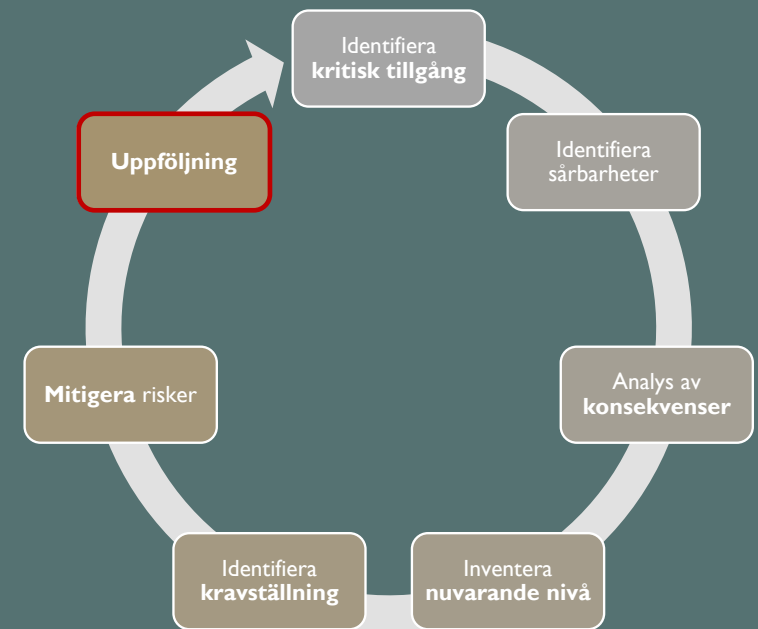 Identifiera
kritisk tillgång
Identifiera
sårbarheter
Analys av
konsekvenser
Inventera
nuvarande nivå
Identifiera
kravställning
Mitigera risker
Uppföljning